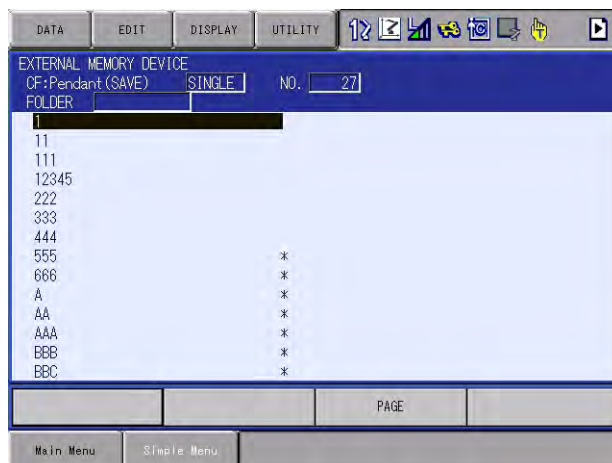 DATA EDIT DISPLAY UTILITY
EXTERNAL MEMORY DEVICE
CF:Pendant(SAVE) SINGLE NO. 27
FOLDER
1
11
111
12345
222
333
444
555 *
666 *
A *
AA *
AAA *
BBB *
BBC *
PAGE
Main Menu Simple Menu